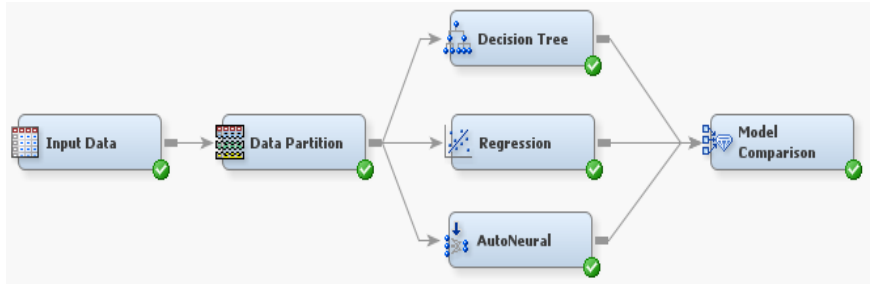 Decision Tree
Input Data
Data Partition
Regression
Model
Comparison
AutoNeural